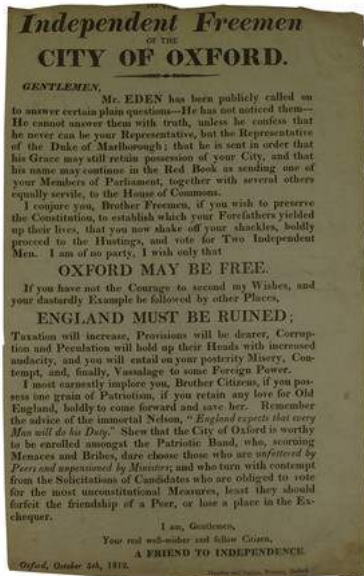 Independent Freemen
OF THE
CITY OF OXFORD.
GENTLEMEN,
Mr. EDEN has been publicly called on
to answer certain plain questions—He has not noticed them—
He cannot answer them with truth, unless he confess that
he never can be your Representative, but the Representative
of the Duke of Marlborough; that he is sent in order that
his Grace may still retain possession of your City, and that
his name may continue in the Red Book as sending one of
your Members of Parliament, together with several others
equally servile, to the House of Commons.
I conjure you, Brother Freemen, if you wish to preserve
the Constitution, to establish which your Forefathers yielded
up their lives, that you now shake off your shackles, boldly
proceed to the Hustings, and vote for Two Independent
Men. I am of no party, I wish only that
OXFORD MAY BE FREE.
If you have not the Courage to second my Wishes, and
your dastardly Example be followed by other Places,
ENGLAND MUST BE RUINED;
Taxation will increase, Provisions will be dearer, Corrup-
tion and Peculation will hold up their Heads with increased
audacity, and you will entail on your posterity Misery, Con-
tempt, and, finally, Vassalage to some Foreign Power.
I most earnestly implore you, Brother Citizens, if you pos-
sess one grain of Patriotism, if you retain any love for Old
England, boldly to come forward and save her. Remember
the advice of the immortal Nelson, "England expects that every
Man will do his Duty." Shew that the City of Oxford is worthy
to be enrolled amongst the Patriotic Band, who, scorning
Menaces and Bribes, dare choose those who are unfettered by
Peers and unpensioned by Ministers; and who turn with contempt
from the Solicitations of Candidates who are obliged to vote
for the most unconstitutional Measures, least they should
forfeit the friendship of a Peer, or lose a place in the Ex-
chequer.
I am, Gentlemen,
Your real well-wisher and fellow Citizen,
A FRIEND TO INDEPENDENCE.
Oxford, October 5th, 1812.